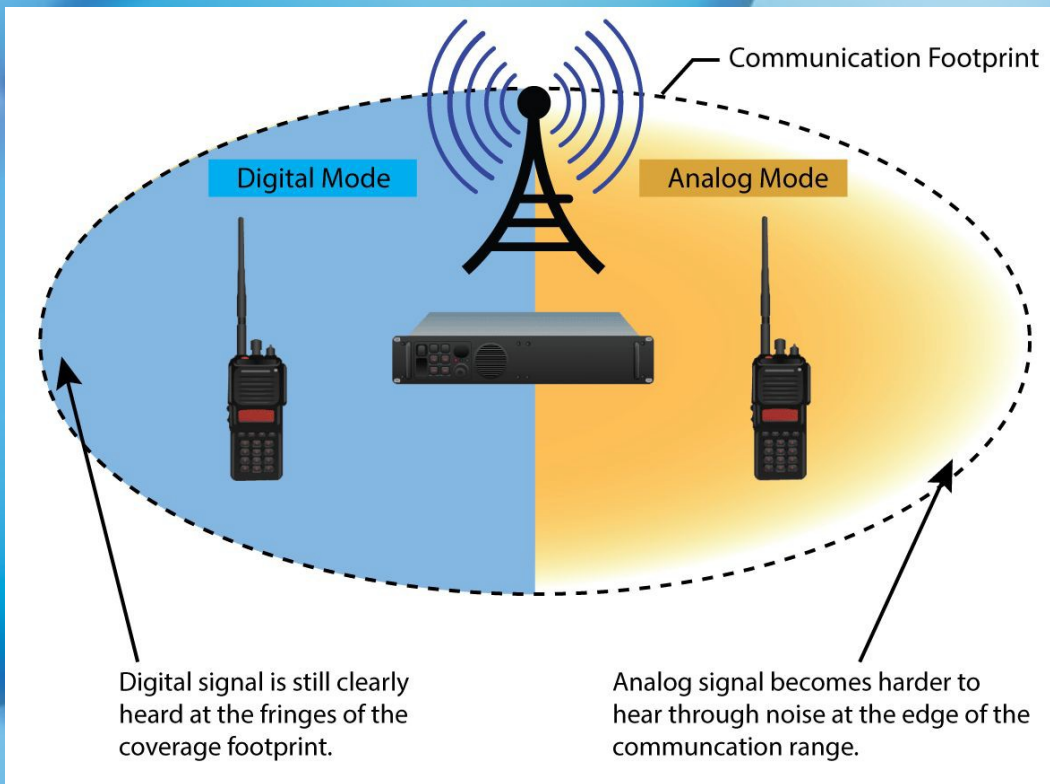 Communication Footprint
Digital Mode
Analog Mode
Digital signal is still clearly
heard at the fringes of the
coverage footprint.
Analog signal becomes harder to
hear through noise at the edge of the
communcation range.